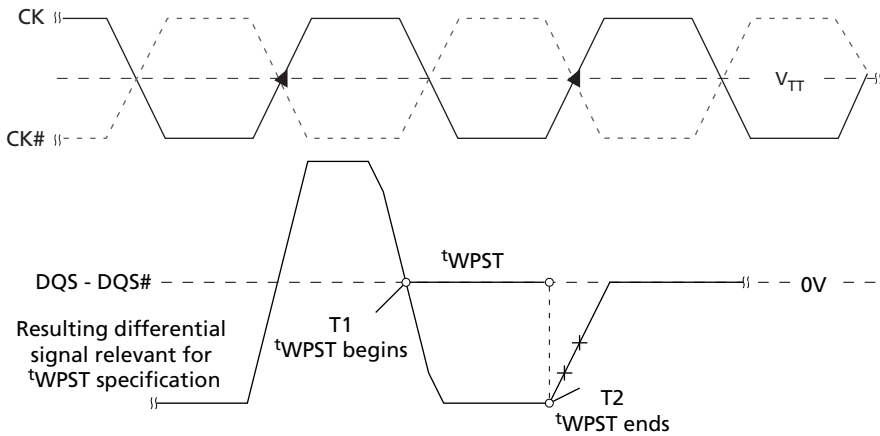 CK
V_TT
CK#
tWPST
DQS - DQS#
0V
Resulting differential
signal relevant for
tWPST specification
T1
tWPST begins
T2
tWPST ends